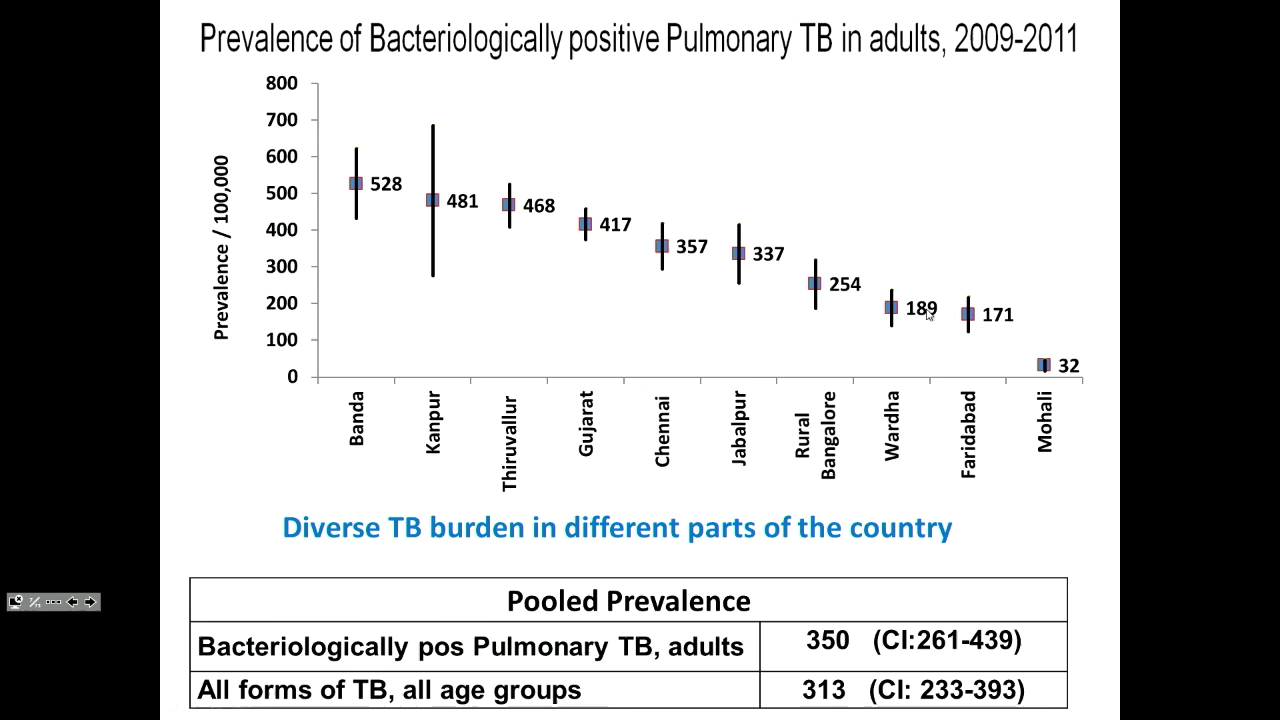 Prevalence of Bacteriologically positive Pulmonary TB in adults, 2009-2011
Prevalence / 100,000
800
700
600
500
400
300
200
100
0
528
481
468
417
357
337
254
189
171
32
Banda
Kanpur
Thiruvallur
Gujarat
Chennai
Jabalpur
Rural
Bangalore
Wardha
Faridabad
Mohali
Diverse TB burden in different parts of the country
Pooled Prevalence
Bacteriologically pos Pulmonary TB, adults 350 (CI:261-439)
All forms of TB, all age groups 313 (CI: 233-393)